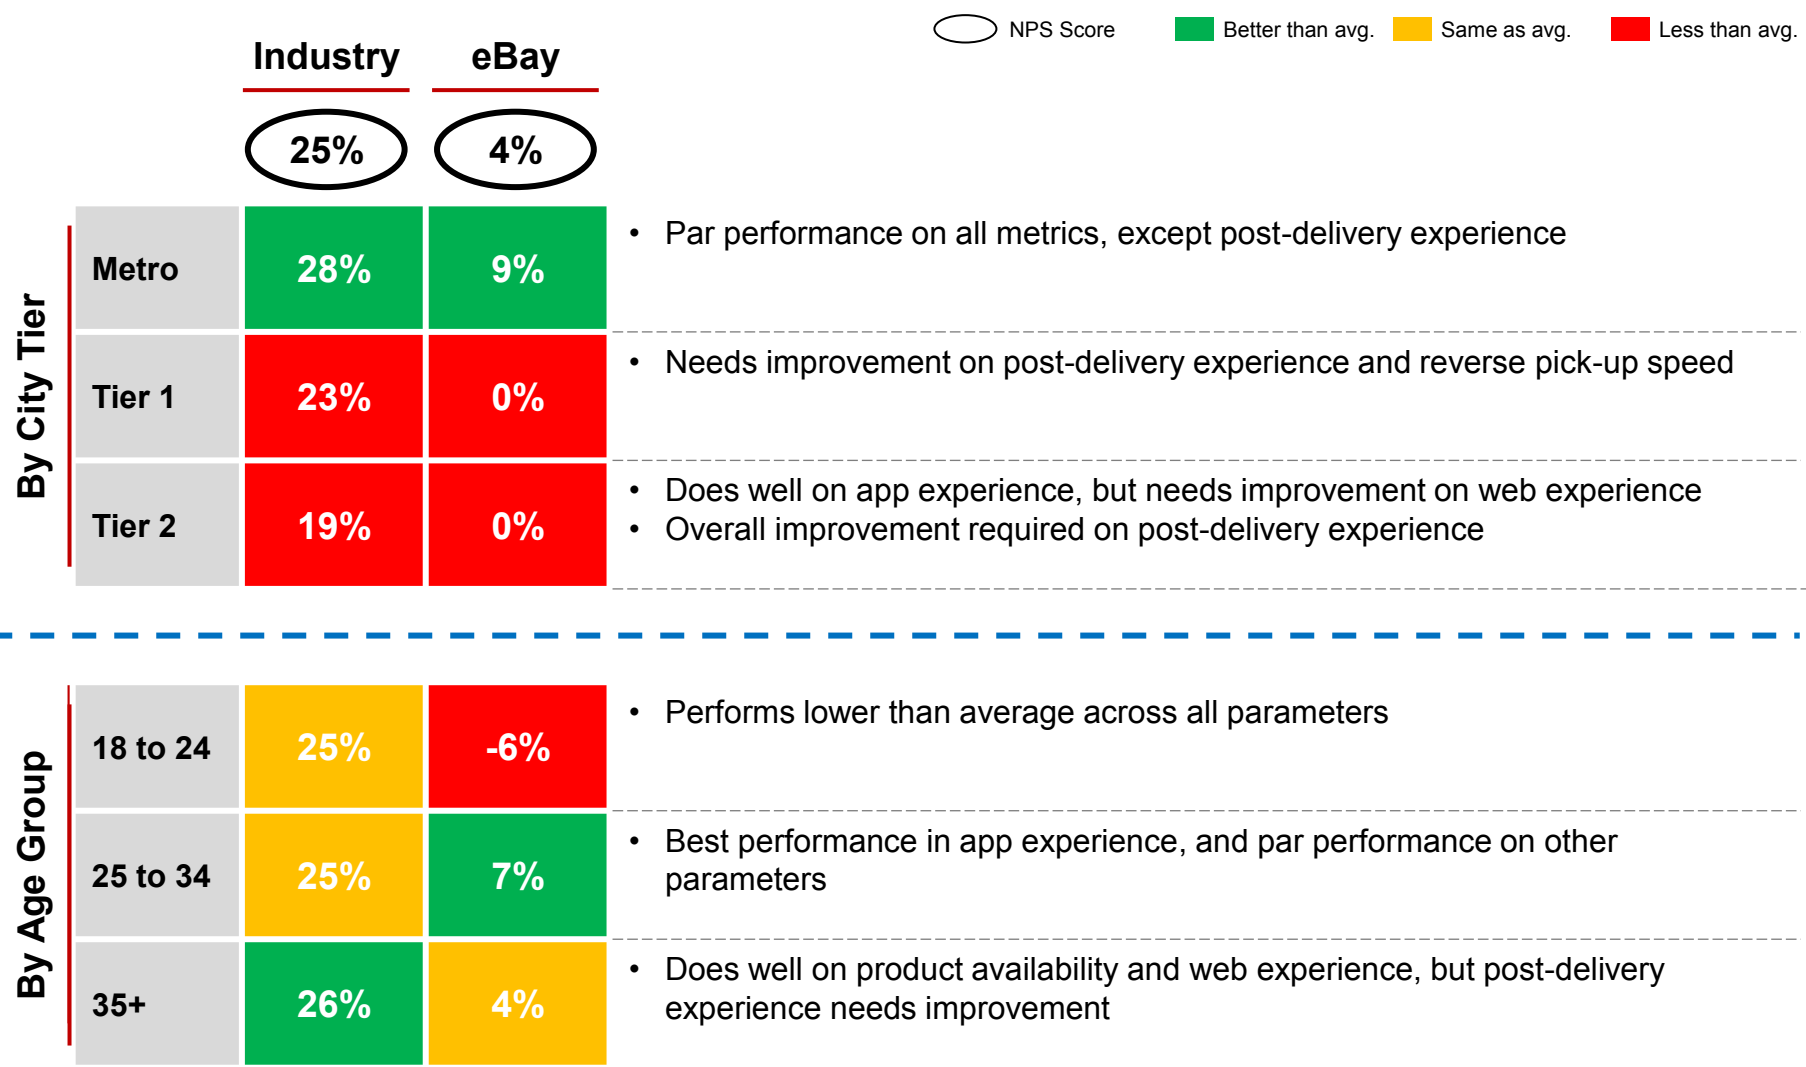 NPS Score
Better than avg.
Same as avg.
Less than avg.
Industry
eBay
25%
4%
By City Tier
Metro
28%
9%
• Par performance on all metrics, except post-delivery experience
Tier 1
23%
0%
• Needs improvement on post-delivery experience and reverse pick-up speed
Tier 2
19%
0%
• Does well on app experience, but needs improvement on web experience
• Overall improvement required on post-delivery experience
By Age Group
18 to 24
25%
-6%
• Performs lower than average across all parameters
25 to 34
25%
7%
• Best performance in app experience, and par performance on other
parameters
35+
26%
4%
• Does well on product availability and web experience, but post-delivery
experience needs improvement